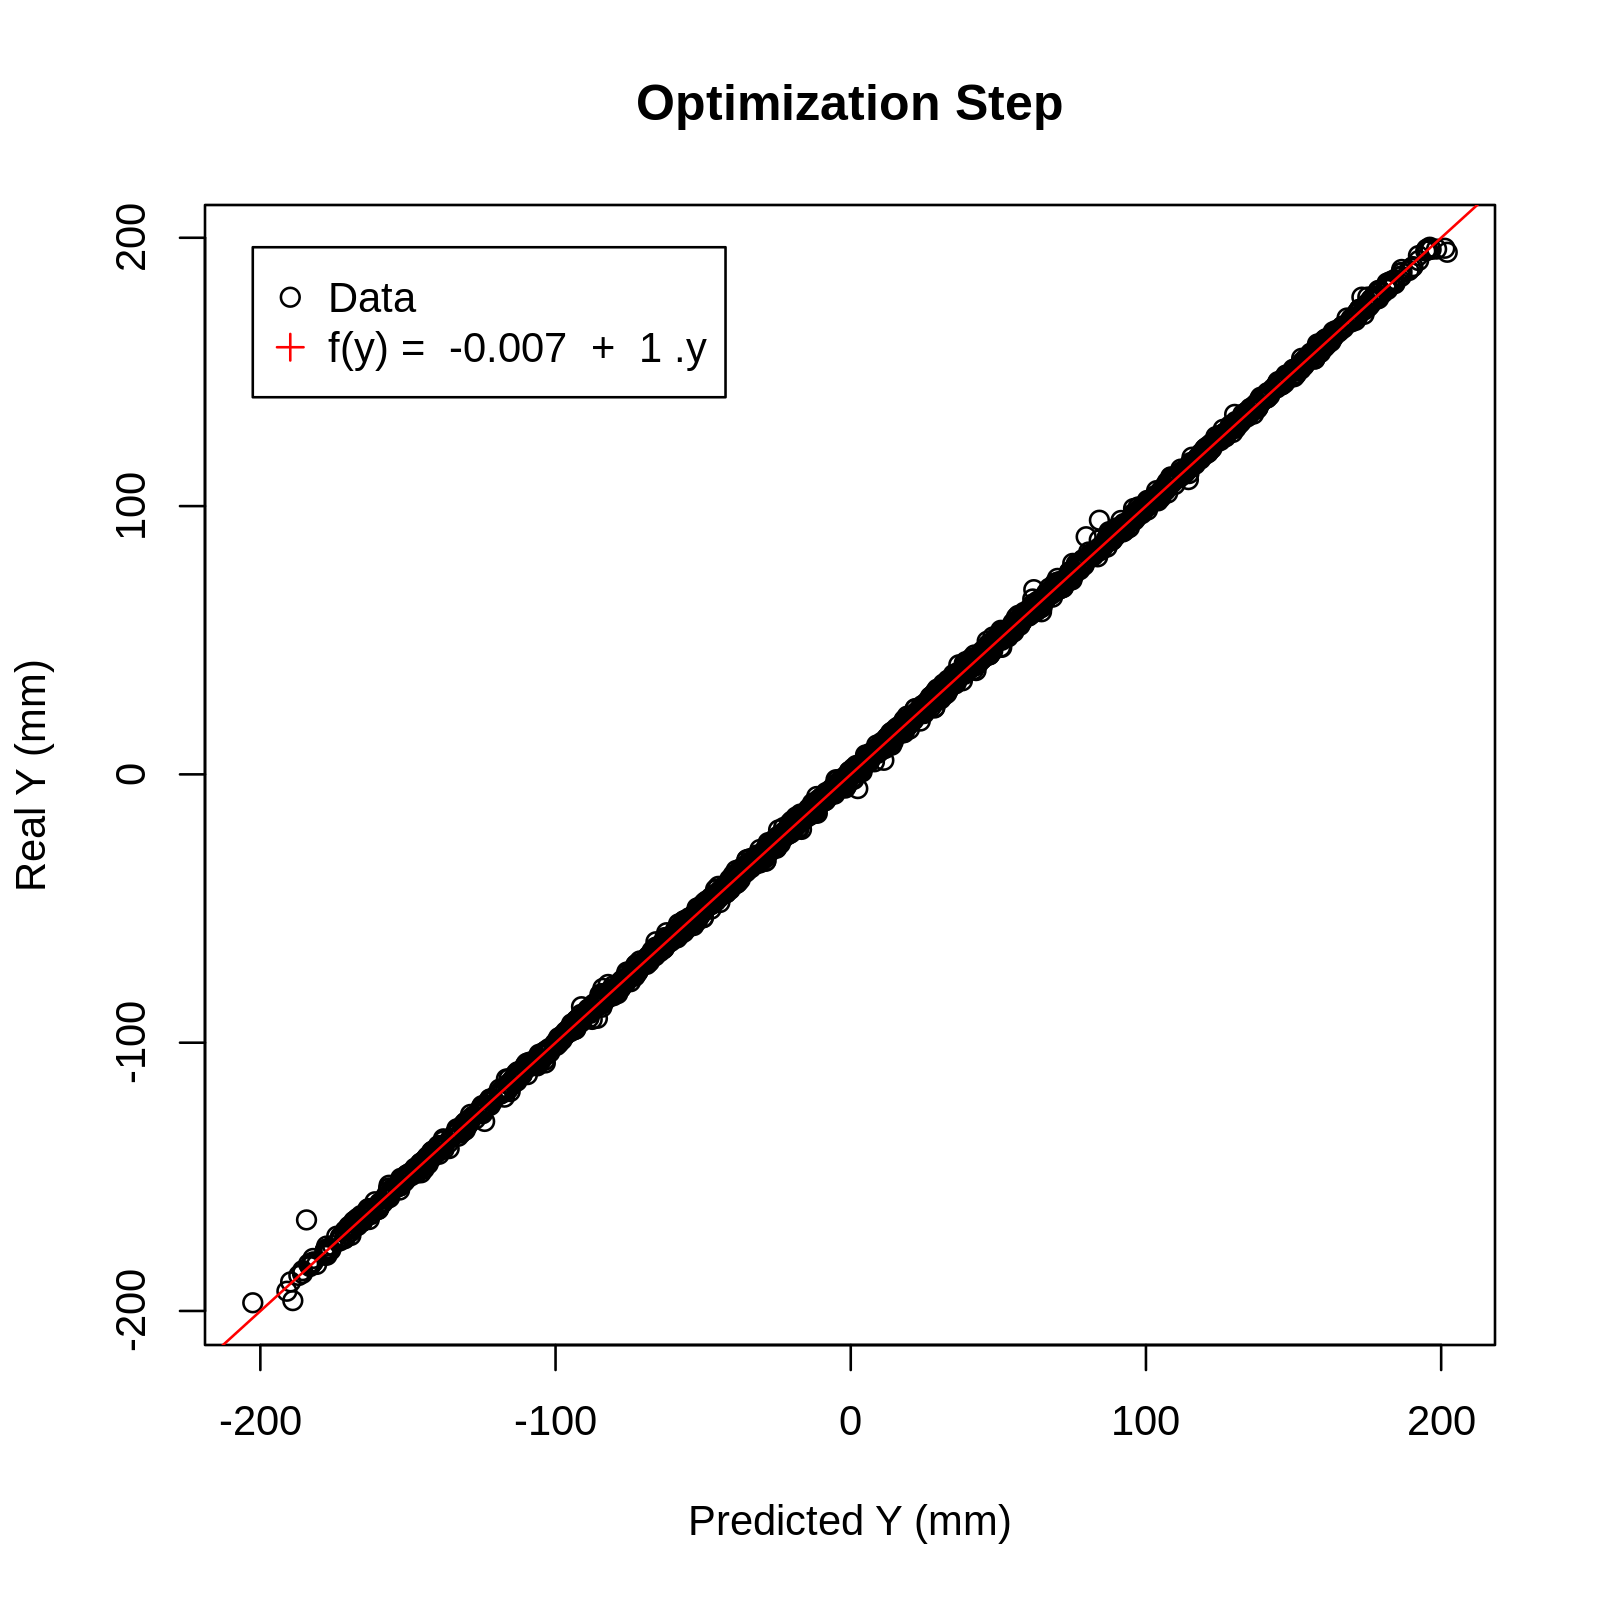 Optimization Step
Data
f(y) = -0.007 + 1 .y
Real Y (mm)
200
100
0
-100
-200
-200 -100 0 100 200
Predicted Y (mm)